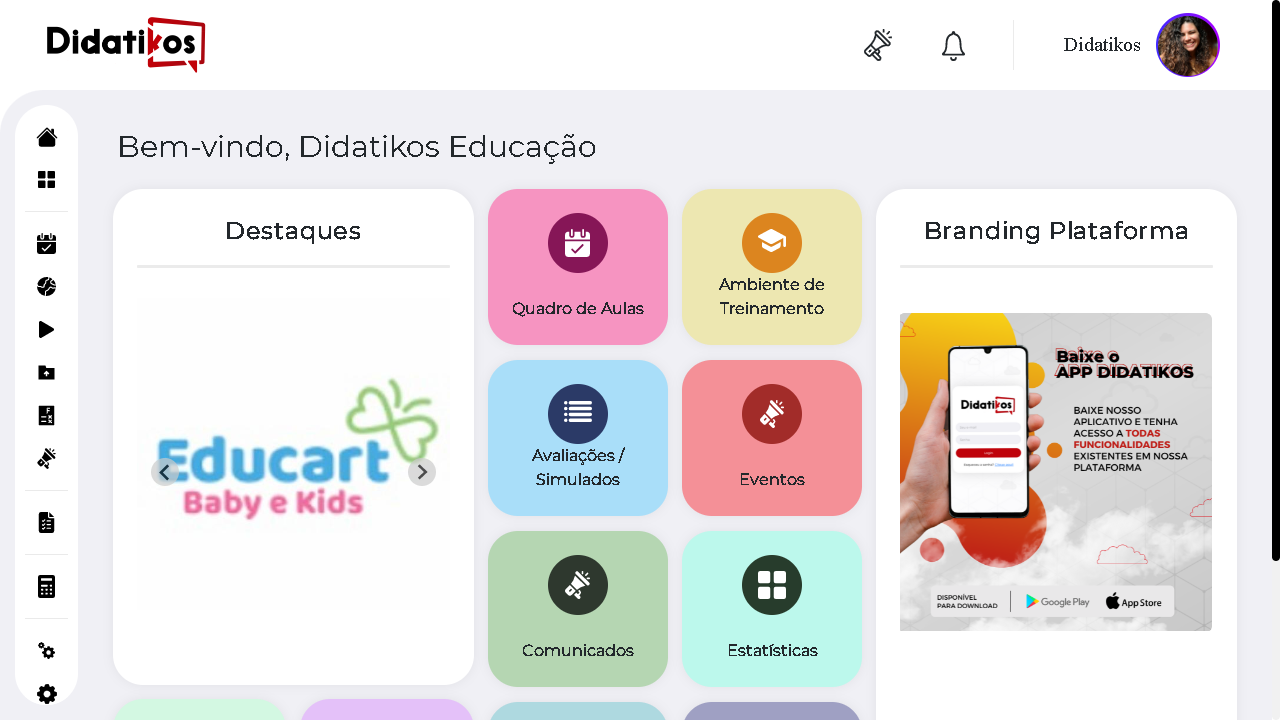 Didatikos
Didatikos
Bem-vindo, Didatikos Educação
Destaques
Educart
Baby e Kids
Quadro de Aulas
Ambiente de
Treinamento
Avaliações /
Simulados
Eventos
Comunicados
Estatísticas
Branding Plataforma
Baixe o
APP DIDATIKOS
Didatikos
BAIXE NOSSO
APLICATIVO E TENHA
ACESSO A TODAS
FUNCIONALIDADES
EXISTENTES EM NOSSA
PLATAFORMA
DISPONÍVEL
PARA DOWNLOAD
Google Play
App Store